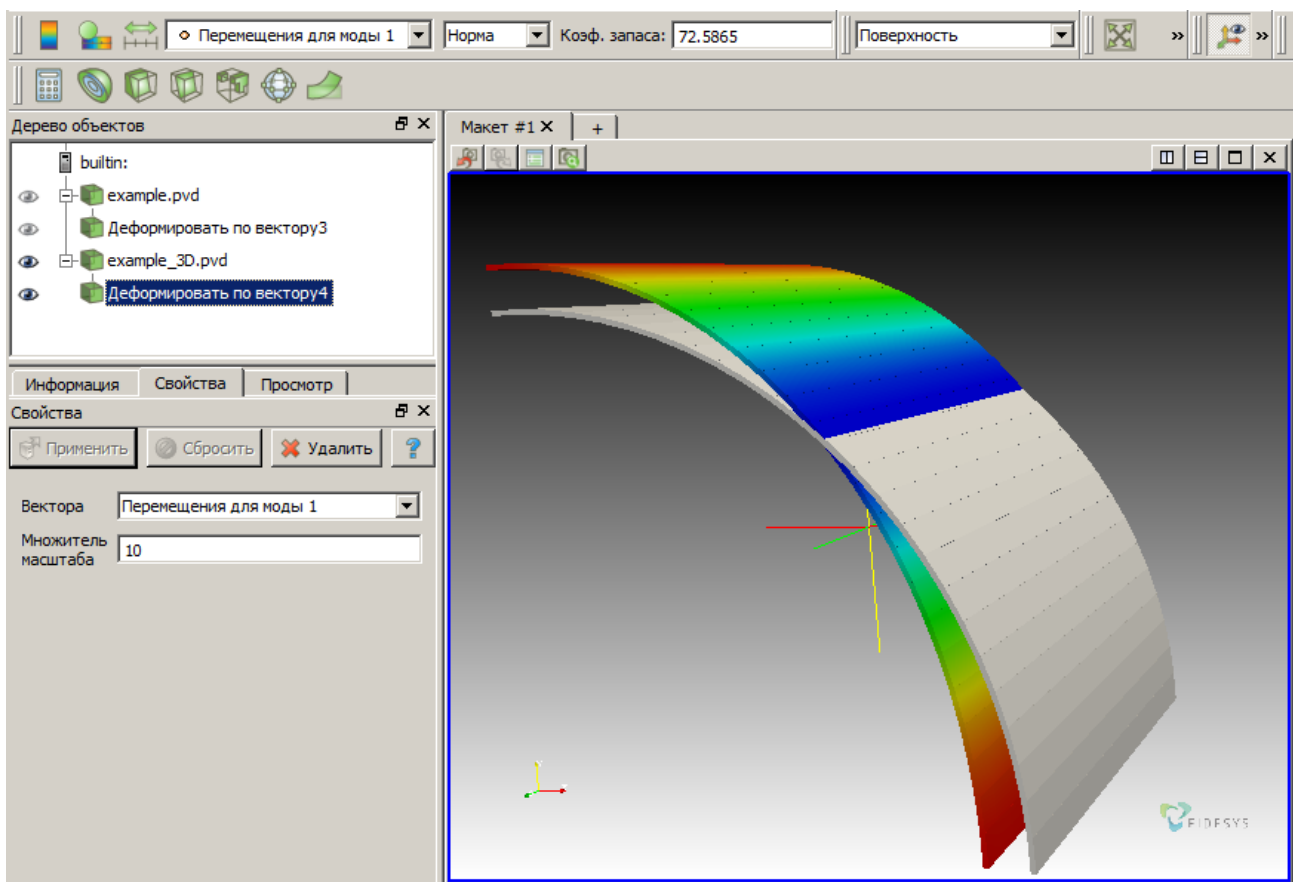 Перемещения для моды 1 Норма Коэф. запаса: 72.5865 Поверхность » »
Дерево объектов
builtin:
example.pvd
Деформировать по вектору3
example_3D.pvd
Деформировать по вектору4
Информация Свойства Просмотр
Свойства
Применить Сбросить Удалить ?
Вектора Перемещения для моды 1
Множитель масштаба 10
Макет #1 X +
FIDESYS